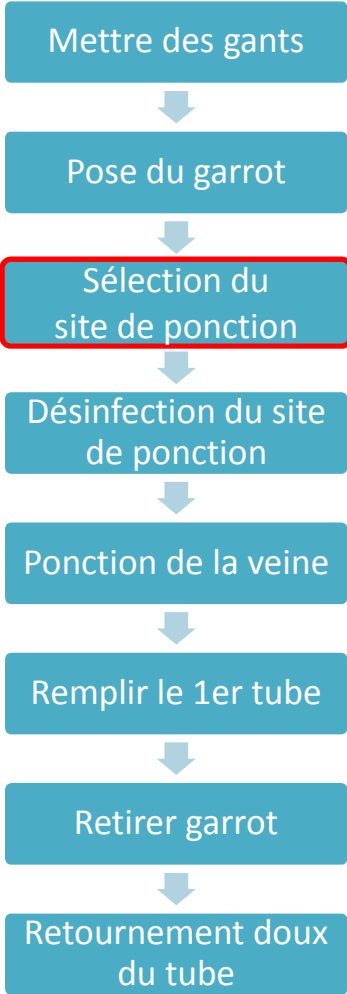 Mettre des gants
Pose du garrot
Sélection du
site de ponction
Désinfection du site
de ponction
Ponction de la veine
Remplir le 1er tube
Retirer garrot
Retournement doux
du tube